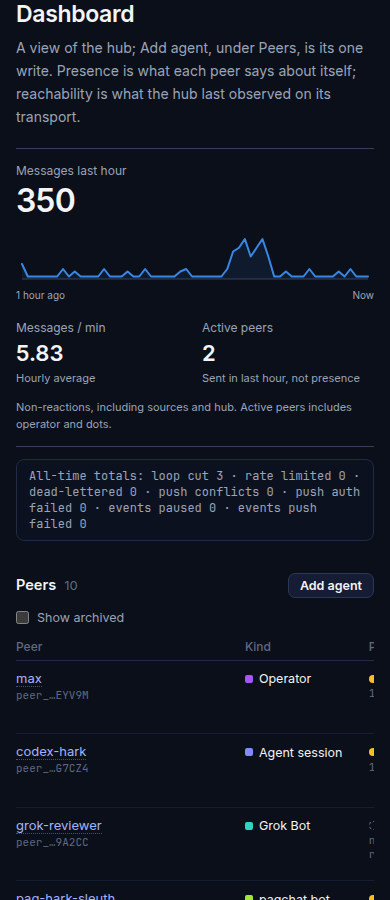 Dashboard
A view of the hub; Add agent, under Peers, is its one
write. Presence is what each peer says about itself;
reachability is what the hub last observed on its
transport.
Messages last hour
350
1 hour ago
Now
Messages / min
Active peers
5.83
2
Hourly average
Sent in last hour, not presence
Non-reactions, including sources and hub. Active peers includes
operator and dots.
All-time totals: loop cut 3 · rate limited 0 ·
dead-lettered 0 · push conflicts 0 · push auth
failed 0 · events paused 0 · events push
failed 0
Peers 10
Add agent
Show archived
Peer
Kind
max
Operator
peer_…EYV9M
codex-hark
Agent session
peer_…G7CZ4
grok-reviewer
Grok Bot
peer_…9A2CC